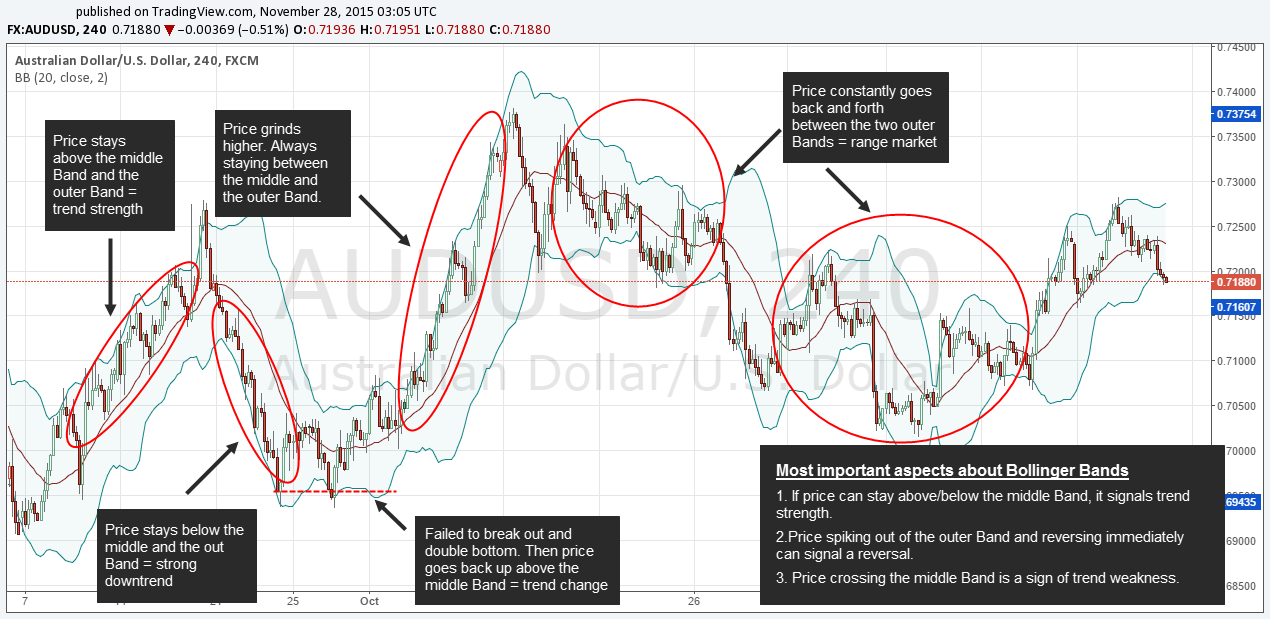 published on TradingView.com, November 28, 2015 03:05 UTC
FX:AUDUSD, 240 0.71880 ▼ −0.00369 (−0.51%) O:0.71936 H:0.71951 L:0.71880 C:0.71880
Australian Dollar/U.S. Dollar, 240, FXCM
BB (20, close, 2)
Price stays
above the middle
Band and the
outer Band =
trend strength
Price grinds
higher. Always
staying between
the middle and
the outer Band.
Price constantly goes
back and forth
between the two outer
Bands = range market
AUDUSD, 240
Australian Dollar/U.S. Dollar
Price stays below the
middle and the out
Band = strong
downtrend
Failed to break out and
double bottom. Then price
goes back up above the
middle Band = trend change
Most important aspects about Bollinger Bands
1. If price can stay above/below the middle Band, it signals trend
strength.
2.Price spiking out of the outer Band and reversing immediately
can signal a reversal.
3. Price crossing the middle Band is a sign of trend weakness.
0.74500
0.74000
0.73754
0.73500
0.73000
0.72500
0.72000
0.71880
0.71607
0.71500
0.71000
0.70500
70000
69435
69000
68500
7
25
Oct
26